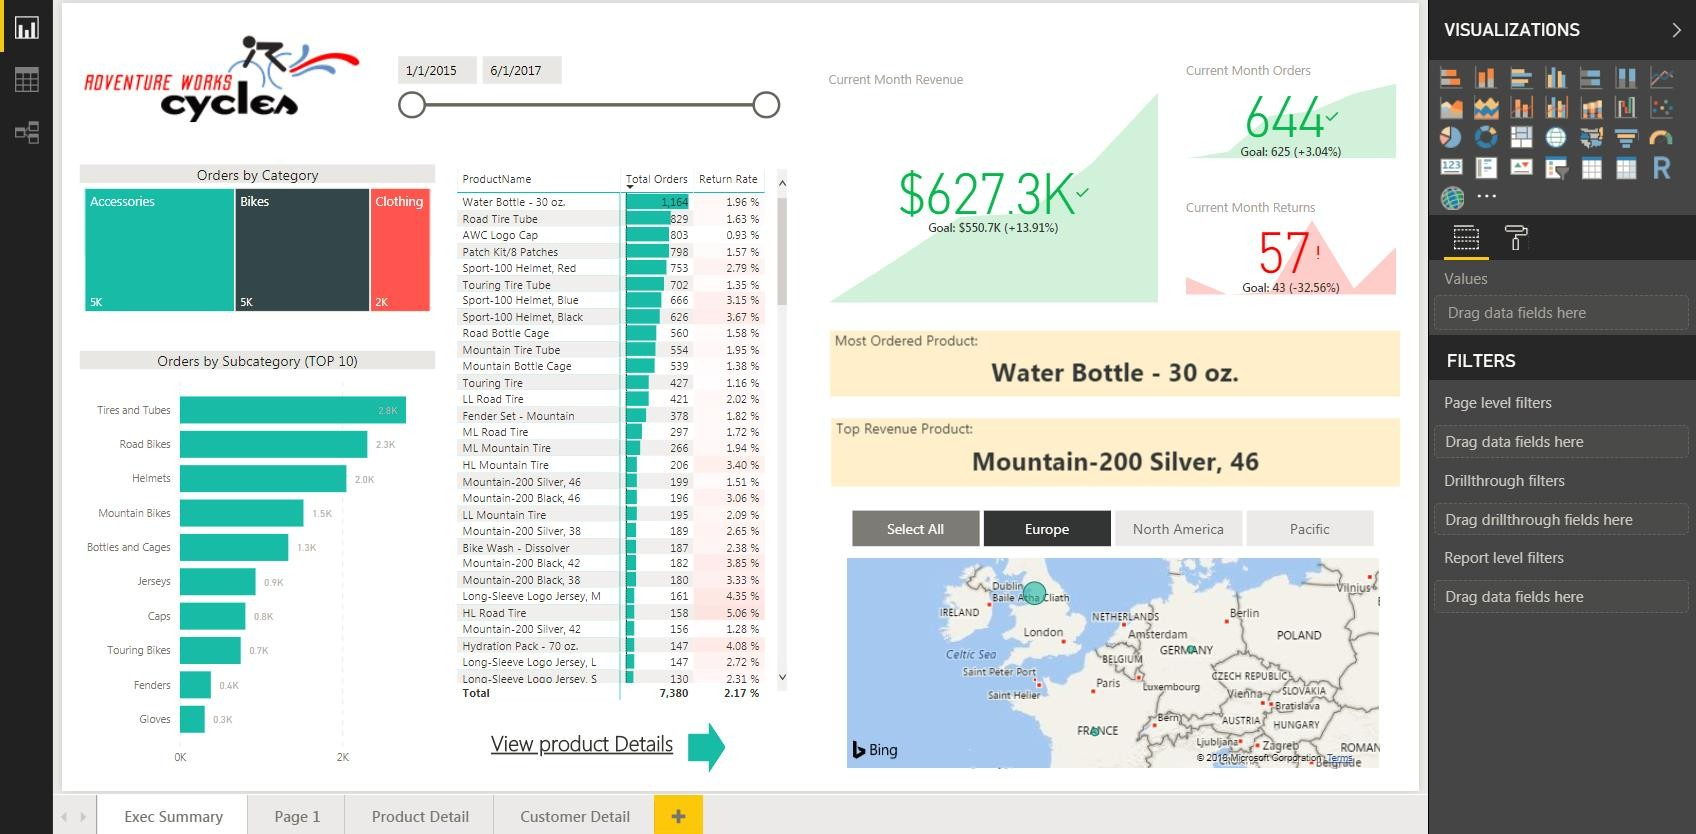 ADVENTURE WORKS
cycles
1/1/2015
6/1/2017
Orders by Category
Accessories
5K
Bikes
5K
Clothing
2K
Orders by Subcategory (TOP 10)
Tires and Tubes 2.8K
Road Bikes 2.3K
Helmets 2.0K
Mountain Bikes 1.5K
Bottles and Cages 1.3K
Jerseys 0.9K
Caps 0.8K
Touring Bikes 0.7K
Fenders 0.4K
Gloves 0.3K
0K 2K
ProductName Total Orders Return Rate
Water Bottle - 30 oz. 1,164 1.96 %
Road Tire Tube 829 1.63 %
AWC Logo Cap 803 0.93 %
Patch Kit/8 Patches 798 1.57 %
Sport-100 Helmet, Red 753 2.79 %
Touring Tire Tube 702 1.35 %
Sport-100 Helmet, Blue 666 3.15 %
Sport-100 Helmet, Black 626 3.67 %
Road Bottle Cage 560 1.58 %
Mountain Tire Tube 554 1.95 %
Mountain Bottle Cage 539 1.38 %
Touring Tire 427 1.16 %
LL Road Tire 421 2.02 %
Fender Set - Mountain 378 1.82 %
ML Road Tire 297 1.72 %
ML Mountain Tire 266 1.94 %
HL Mountain Tire 206 3.40 %
Mountain-200 Silver, 46 199 1.51 %
Mountain-200 Black, 46 196 3.06 %
LL Mountain Tire 195 2.09 %
Mountain-200 Silver, 38 189 2.65 %
Bike Wash - Dissolver 187 2.38 %
Mountain-200 Black, 42 182 3.85 %
Mountain-200 Black, 38 180 3.33 %
Long-Sleeve Logo Jersey, M 161 4.35 %
HL Road Tire 158 5.06 %
Mountain-200 Silver, 42 156 1.28 %
Hydration Pack - 70 oz. 147 4.08 %
Long-Sleeve Logo Jersey, L 147 2.72 %
Long-Sleeve Logo Jersey, S 130 2.31 %
Total 7,380 2.17 %
View product Details
Current Month Revenue
$627.3K
Goal: $550.7K (+13.91%)
Current Month Orders
644
Goal: 625 (+3.04%)
Current Month Returns
57!
Goal: 43 (-32.56%)
Most Ordered Product:
Water Bottle - 30 oz.
Top Revenue Product:
Mountain-200 Silver, 46
Select All
Europe
North America
Pacific
Dublin
Baile Átha Cliath
IRELAND
London
Celtic Sea
Saint Peter Port
Saint Helier
NETHERLANDS
Amsterdam
BELGIUM
Paris
Luxembourg
FRANCE
Bern
Berlin
GERMANY
POLAND
Vilnius
CZECH REPUBLIC
Vienna
SLOVAKIA
Bratislava
AUSTRIA
HUNGARY
Ljubljana
Zagreb
ROMAN
Belgrade
Bing
Microsoft Corporation Terms
VISUALIZATIONS
123
R
Values
Drag data fields here
FILTERS
Page level filters
Drag data fields here
Drillthrough filters
Drag drillthrough fields here
Report level filters
Drag data fields here
Exec Summary
Page 1
Product Detail
Customer Detail
+